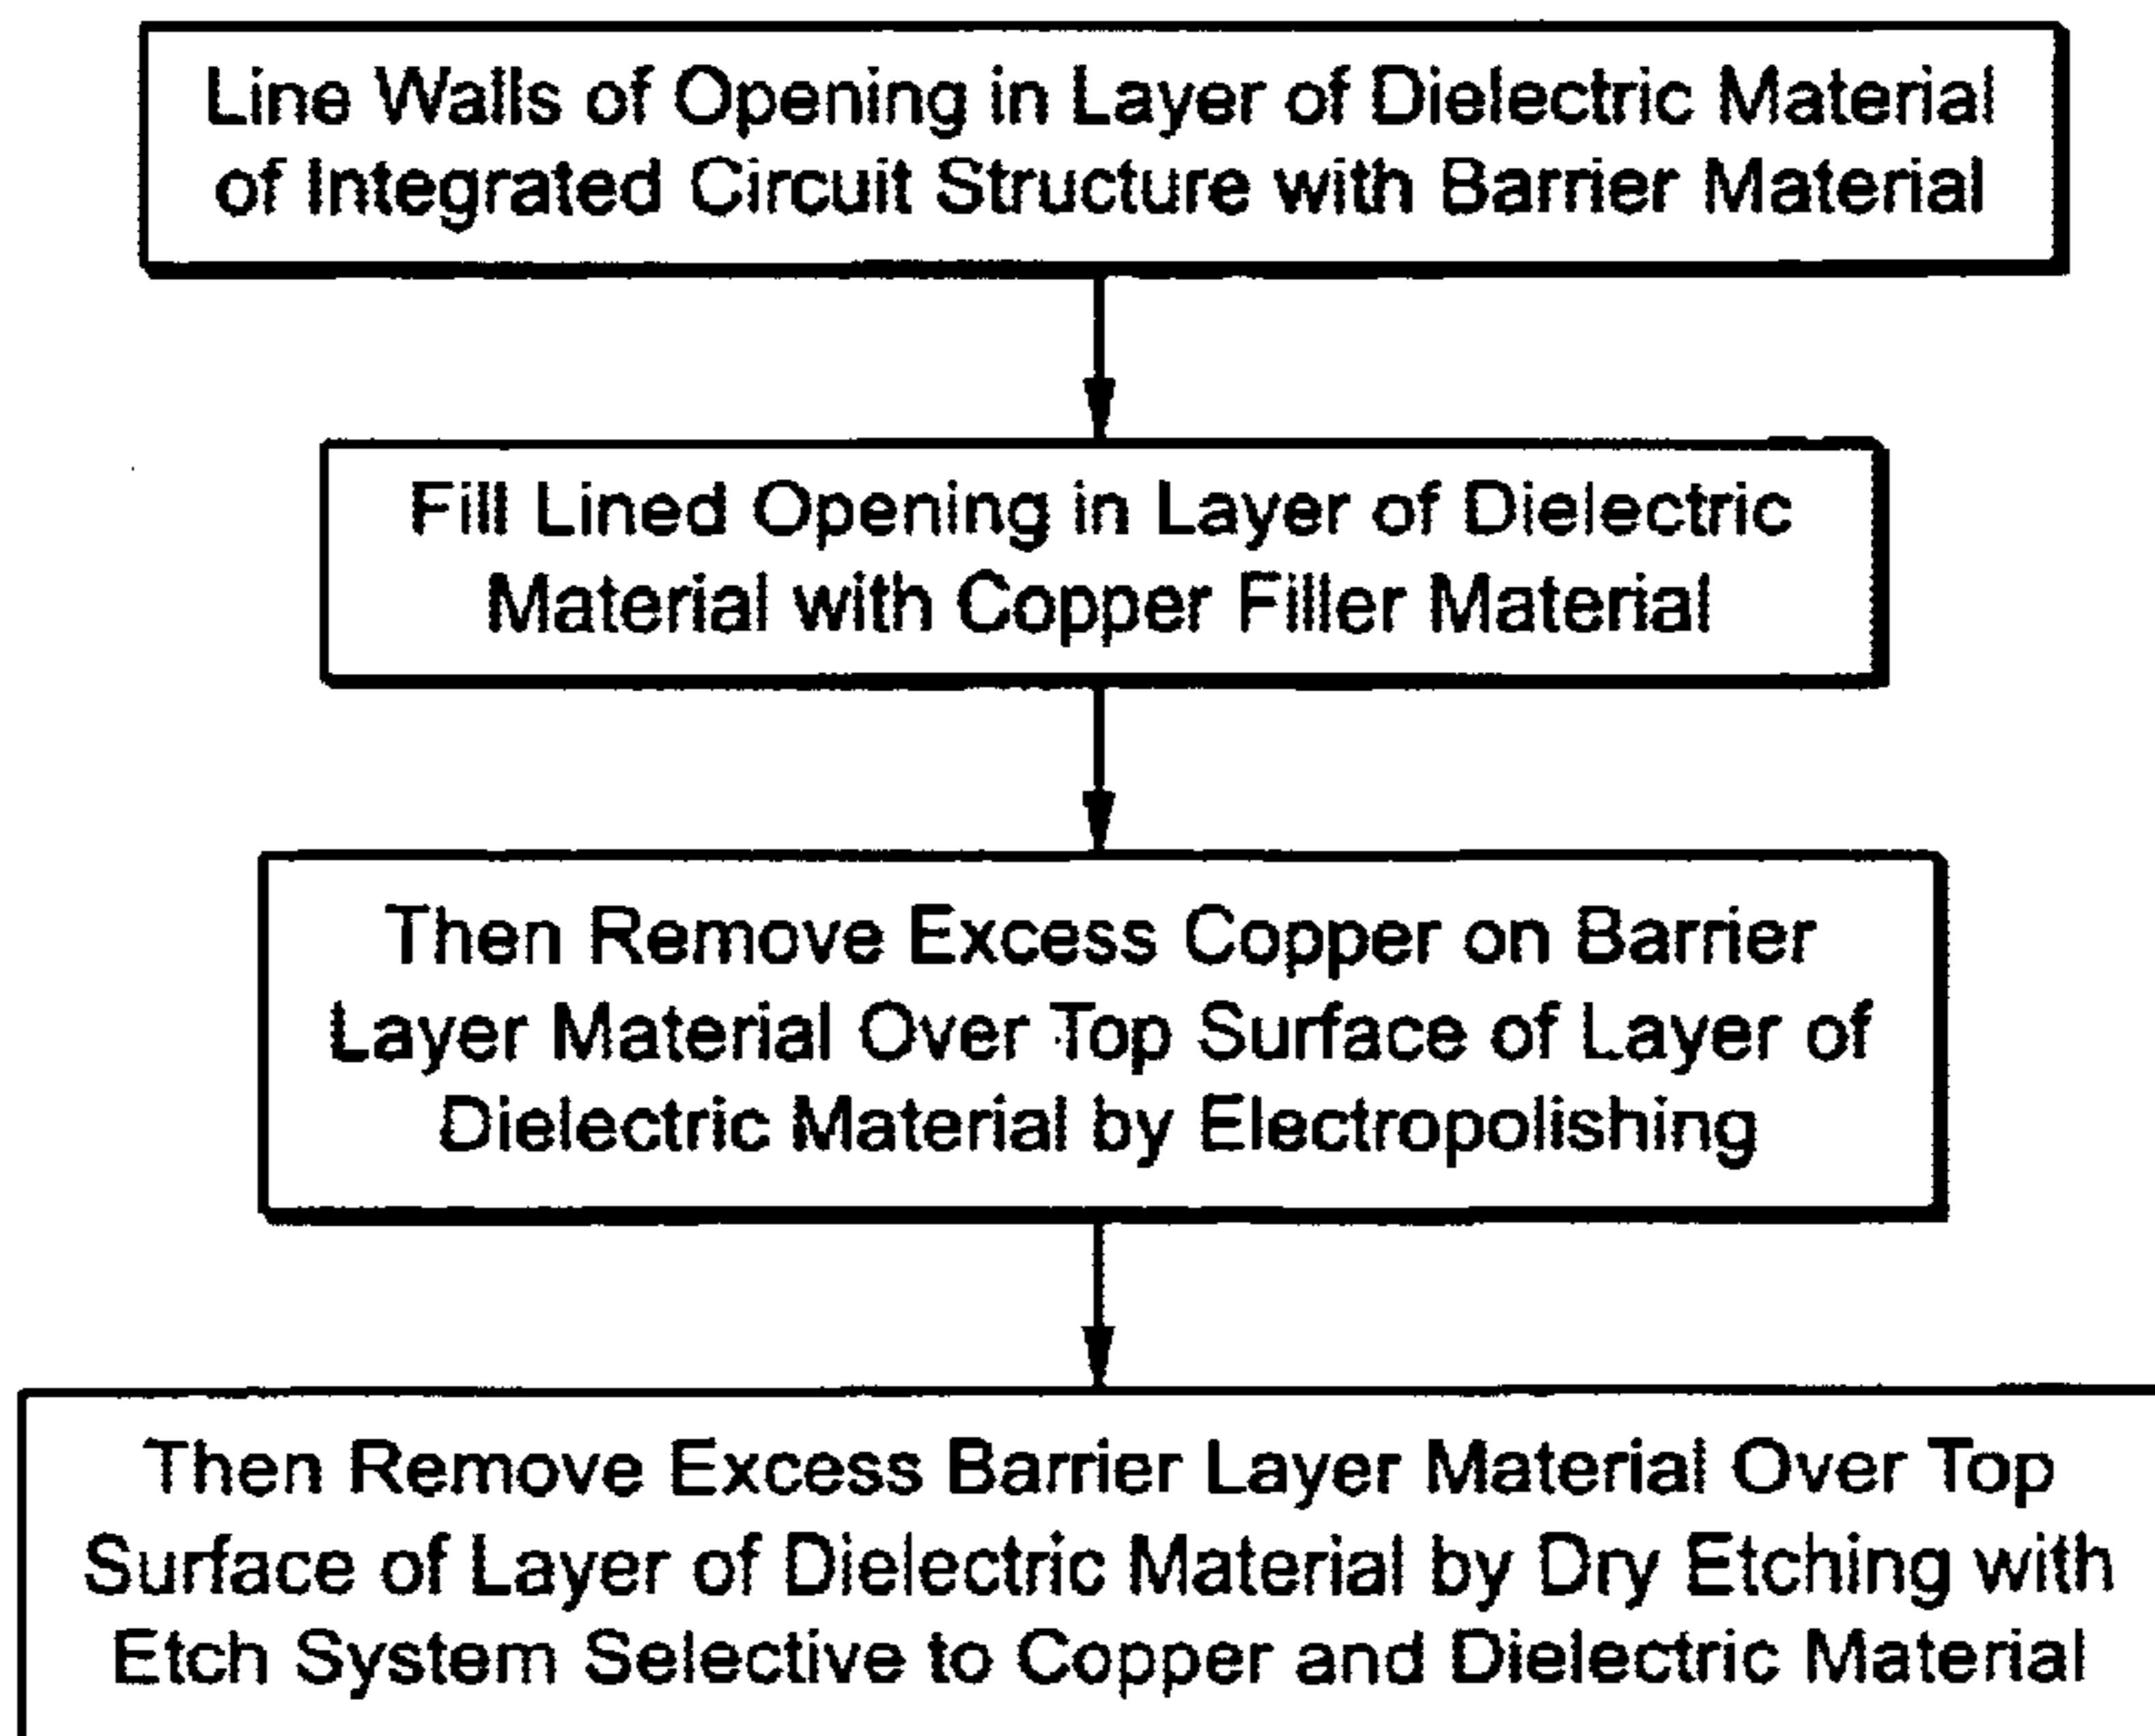 Line Walls of Opening in Layer of Dielectric Material
of Integrated Circuit Structure with Barrier Material
Fill Lined Opening in Layer of Dielectric
Material with Copper Filler Material
Then Remove Excess Copper on Barrier
Layer Material Over Top Surface of Layer of
Dielectric Material by Electropolishing
Then Remove Excess Barrier Layer Material Over Top
Surface of Layer of Dielectric Material by Dry Etching with
Etch System Selective to Copper and Dielectric Material